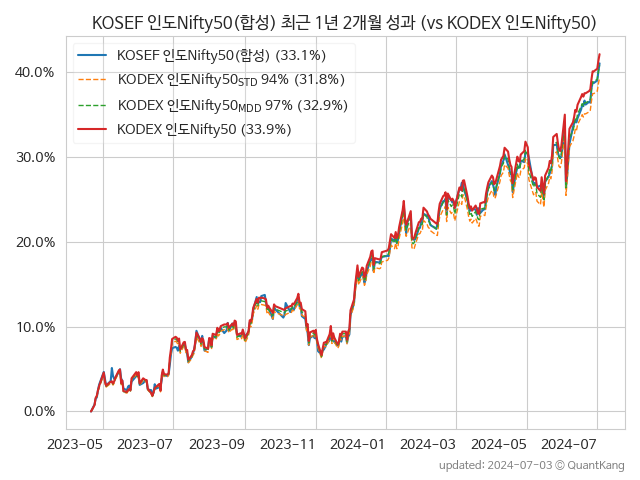 KOSEF 인도Nifty50(합성) 최근 1년 2개월 성과 (vs KODEX 인도Nifty50)
KOSEF 인도Nifty50(합성) (33.1%)
KODEX 인도Nifty50STD 94% (31.8%)
KODEX 인도Nifty50MDD 97% (32.9%)
KODEX 인도Nifty50 (33.9%)
40.0%
30.0%
20.0%
10.0%
0.0%
2023-05 2023-07 2023-09 2023-11 2024-01 2024-03 2024-05 2024-07
updated: 2024-07-03 © QuantKang